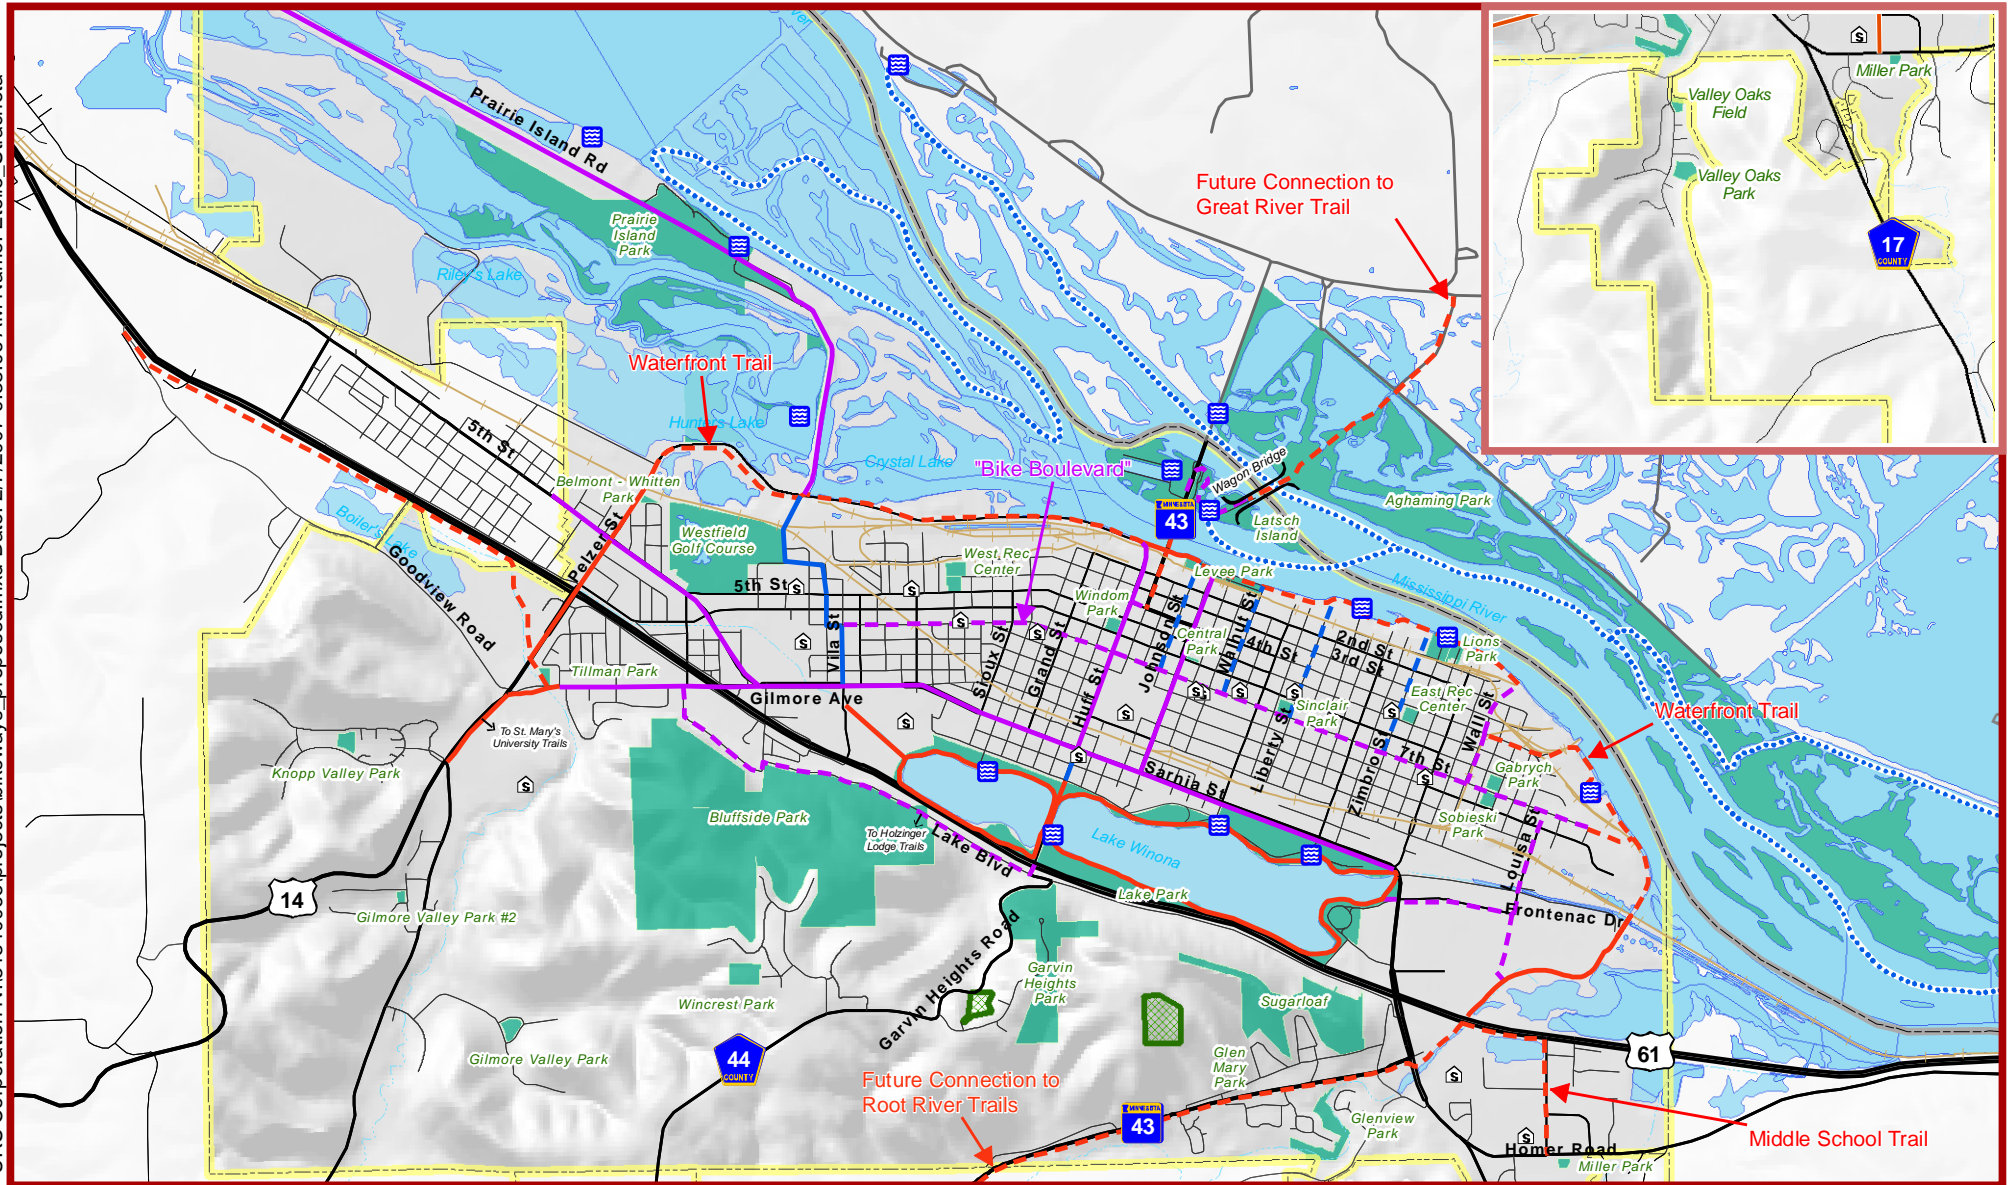 Prairie Island Rd
Prairie
Island
Park
Riley's Lake
Waterfront Trail
Hunters Lake
Crystal Lake
5th St
Belmont - Whitten
Park
Boiler's Lake
Goodview Road
Pelzer St
Westfield
Golf Course
5th St
West Rec
Center
"Bike Boulevard"
Windom
Park
Vila St
Tillman Park
Gilmore Ave
To St. Mary's
University Trails
Knopp Valley Park
Bluffside Park
To Holzinger
Lodge Trails
Lake Blvd
14
Gilmore Valley Park #2
Gilmore Valley Park
Wincrest Park
44
COUNTY
Garvin Heights Road
Garvin
Heights
Park
Future Connection to
Root River Trails
MINNESOTA
43
Glen
Mary
Park
Sugarloaf
Glenview
Park
Homer Road
Miller Park
Middle School Trail
61
Frontenac Dr
Louisa St
Lake Park
Lake Winona
Sarnia St
Sioux St
Grand St
Huff St
Johnson St
Central
Park
Walnut St
4th St
2nd St
3rd St
Liberty St
Sinclair
Park
Zimbro St
East Rec
Center
Wall St
7th St
Gabrych
Park
Sobieski
Park
Lions
Park
Waterfront Trail
Levee Park
MINNESOTA
43
Wagon Bridge
Latsch
Island
Aghaming Park
Mississippi River
Future Connection to
Great River Trail
Miller Park
Valley Oaks
Field
Valley Oaks
Park
17
COUNTY